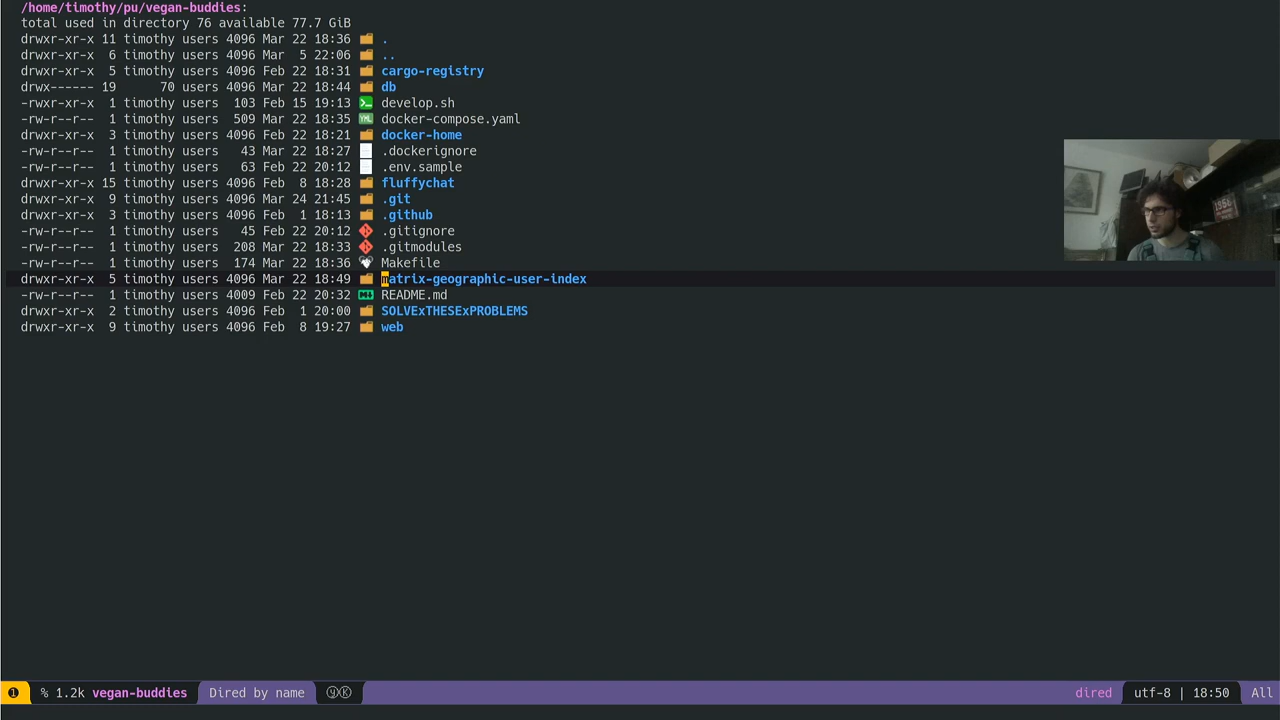 /home/timothy/pu/vegan-buddies:
total used in directory 76 available 77.7 GiB
drwxr-xr-x 11 timothy users 4096 Mar 22 18:36 .
drwxr-xr-x  6 timothy users 4096 Mar  5 22:06 ..
drwxr-xr-x  5 timothy users 4096 Feb 22 18:31 cargo-registry
drwx------ 19      70 users 4096 Mar 22 18:44 db
-rwxr-xr-x  1 timothy users  103 Feb 15 19:13 develop.sh
-rw-r--r--  1 timothy users  509 Mar 22 18:35 docker-compose.yaml
drwxr-xr-x  3 timothy users 4096 Feb 22 18:21 docker-home
-rw-r--r--  1 timothy users   43 Mar 22 18:27 .dockerignore
-rw-r--r--  1 timothy users   63 Feb 22 20:12 .env.sample
drwxr-xr-x 15 timothy users 4096 Feb  8 18:28 fluffychat
drwxr-xr-x  9 timothy users 4096 Mar 24 21:45 .git
drwxr-xr-x  3 timothy users 4096 Feb  1 18:13 .github
-rw-r--r--  1 timothy users   45 Feb 22 20:12 .gitignore
-rw-r--r--  1 timothy users  208 Mar 22 18:33 .gitmodules
-rw-r--r--  1 timothy users  174 Mar 22 18:36 Makefile
drwxr-xr-x  5 timothy users 4096 Mar 22 18:49 matrix-geographic-user-index
-rw-r--r--  1 timothy users 4009 Feb 22 20:32 README.md
drwxr-xr-x  2 timothy users 4096 Feb  1 20:00 SOLVExTHESExPROBLEMS
drwxr-xr-x  9 timothy users 4096 Feb  8 19:27 web
❶ % 1.2k vegan-buddies Dired by name ⓨⓀ dired utf-8 | 18:50 All